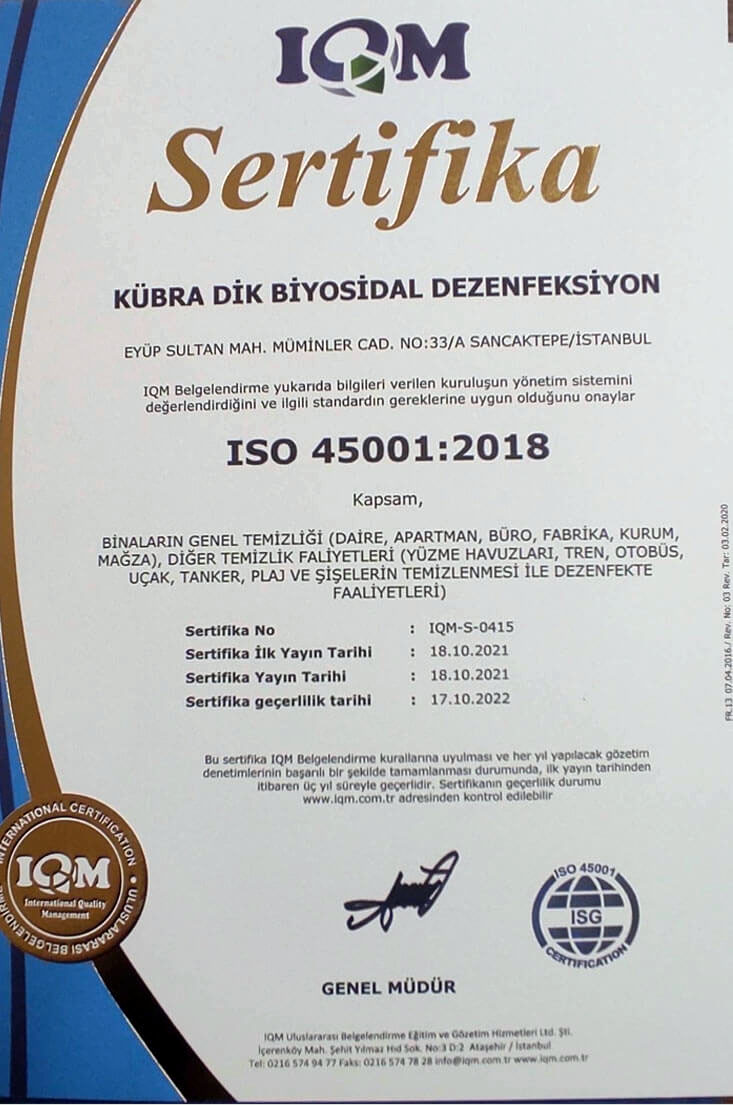 IQM
Sertifika
KÜBRA DİK BİYOSİDAL DEZENFEKSİYON
EYÜP SULTAN MAH. MÜMİNLER CAD. NO:33/A SANCAKTEPE/İSTANBUL
IQM Belgelendirme yukarıda bilgileri verilen kuruluşun yönetim sistemini
değerlendirdiğini ve ilgili standardın gereklerine uygun olduğunu onaylar
ISO 45001:2018
Kapsam,
BİNALARIN GENEL TEMİZLİĞİ (DAİRE, APARTMAN, BÜRO, FABRİKA, KURUM,
MAĞZA), DİĞER TEMİZLİK FALİYETLERİ (YÜZME HAVUZLARI, TREN, OTOBÜS,
UÇAK, TANKER, PLAJ VE ŞİŞELERİN TEMİZLENMESİ İLE DEZENFEKTE
FAALİYETLERİ)
Sertifika No : IQM-S-0415
Sertifika İlk Yayın Tarihi : 18.10.2021
Sertifika Yayın Tarihi : 18.10.2021
Sertifika geçerlilik tarihi : 17.10.2022
Bu sertifika IQM Belgelendirme kurallarına uyulması ve her yıl yapılacak gözetim
denetimlerinin başarılı bir şekilde tamamlanması durumunda, ilk yayın tarihinden
itibaren üç yıl süreyle geçerlidir. Sertifikanın geçerlilik durumu
www.iqm.com.tr adresinden kontrol edilebilir
FR.13 07.04.2016./ Rev. No: 03 Rev. Tar: 03.02.2020
INTERNATIONAL CERTIFICATION
IQM
International Quality
Management
ULUSLARARASI BELGELENDİRME
ISO 45001
ISG
CERTIFICATION
GENEL MÜDÜR
IQM Uluslararası Belgelendirme Eğitim ve Gözetim Hizmetleri Ltd. Şti.
İçerenköy Mah. Şehit Yılmaz Hıd Sok. No:3 D:2 Ataşehir / İstanbul
Tel: 0216 574 94 77 Faks: 0216 574 78 28 info@iqm.com.tr www.iqm.com.tr